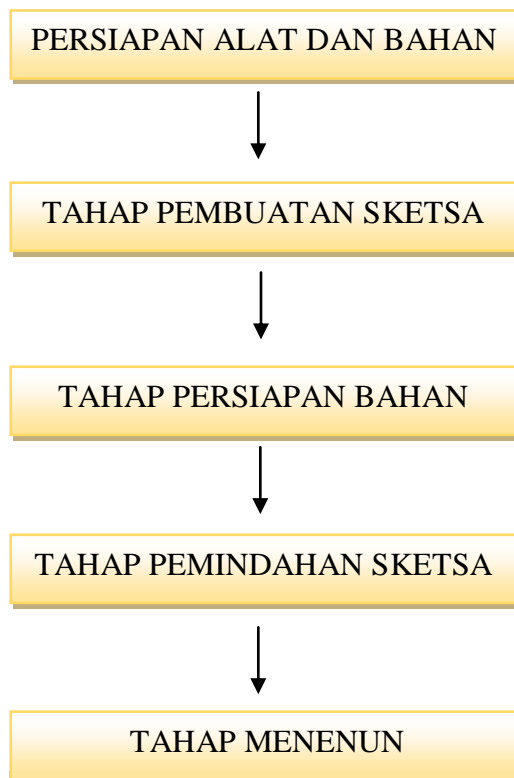 PERSIAPAN ALAT DAN BAHAN
TAHAP PEMBUATAN SKETSA
TAHAP PERSIAPAN BAHAN
TAHAP PEMINDAHAN SKETSA
TAHAP MENENUN